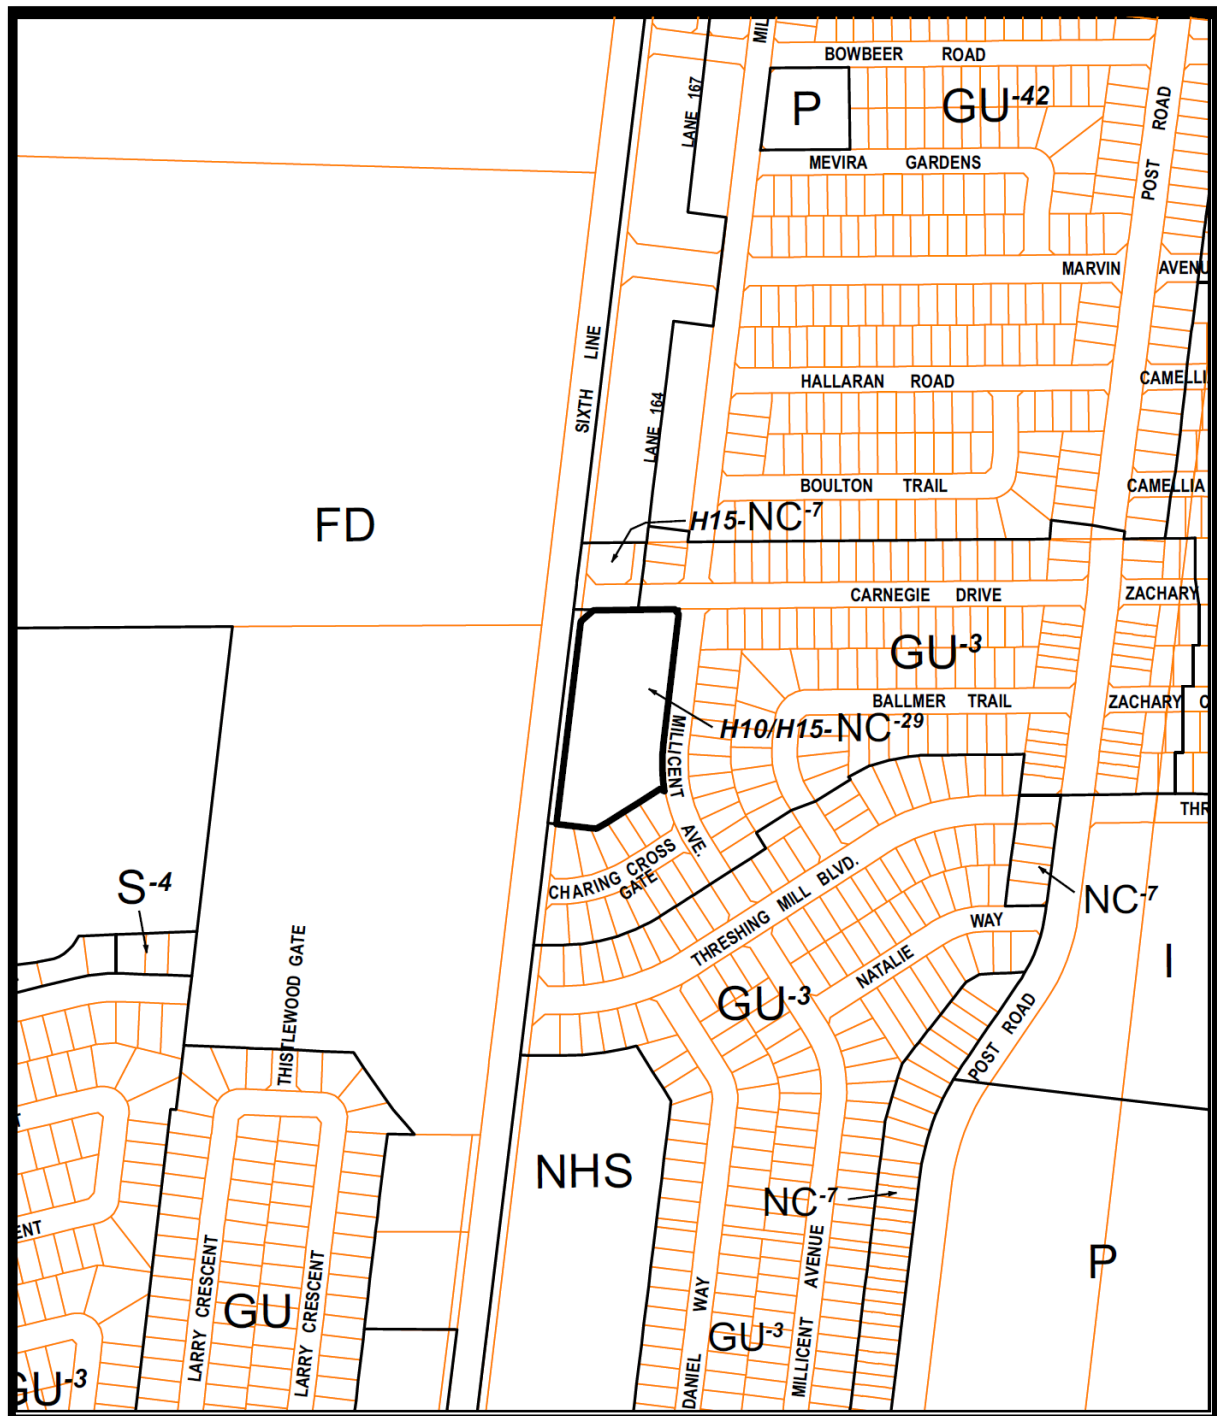 MIL
BOWBEER ROAD
LANE 167
P
GU-42
POST ROAD
MEVIRA GARDENS
MARVIN AVENU
SIXTH LINE
HALLARAN ROAD
CAMELLI
LANE 164
BOULTON TRAIL
CAMELLIA
FD
H15-NC-7
CARNEGIE DRIVE
ZACHARY
GU-3
BALLMER TRAIL
ZACHARY C
H10/H15-NC-29
MILLICENT AVE.
THR
CHARING CROSS
GATE
THRESHING MILL BLVD.
S-4
NC-7
NATALIE WAY
I
THISTLEWOOD GATE
GU-3
POST ROAD
NHS
NC-7
ENT
LARRY CRESCENT
GU
LARRY CRESCENT
P
DANIEL WAY
GU-3
MILLICENT AVENUE
GU-3